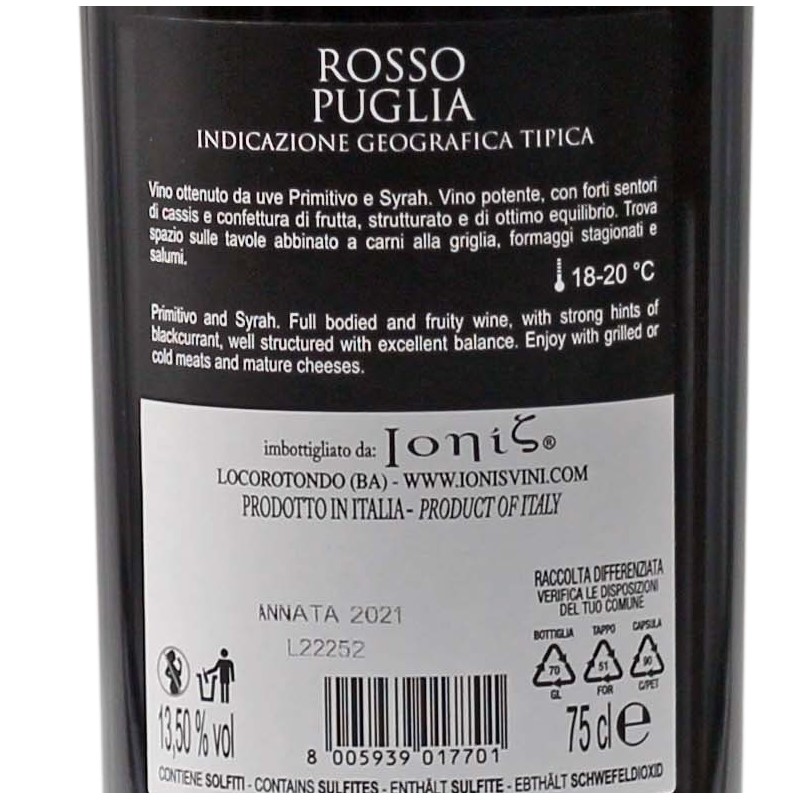 ROSSO
PUGLIA
INDICAZIONE GEOGRAFICA TIPICA
Vino ottenuto da uve Primitivo e Syrah. Vino potente, con forti sentori
di cassis e confettura di frutta, strutturato e di ottimo equilibrio. Trova
spazio sulle tavole abbinato a carni alla griglia, formaggi stagionati e
salumi.
18-20 °C
Primitivo and Syrah. Full bodied and fruity wine, with strong hints of
blackcurrant, well structured with excellent balance. Enjoy with grilled or
cold meats and mature cheeses.
imbottigliato da: Ioniς®
LOCOROTONDO (BA) - WWW.IONISVINI.COM
PRODOTTO IN ITALIA - PRODUCT OF ITALY
RACCOLTA DIFFERENZIATA
VERIFICA LE DISPOSIZIONI
DEL TUO COMUNE
ANNATA 2021
L22252
BOTTIGLIA TAPPO CAPSULA
70 51 90
GL FOR C/PET
13,50 % vol
75 cl e
8 005939 017701
CONTIENE SOLFITI - CONTAINS SULFITES - ENTHÄLT SULFITE - EBTHÄLT SCHWEFELDIOXID